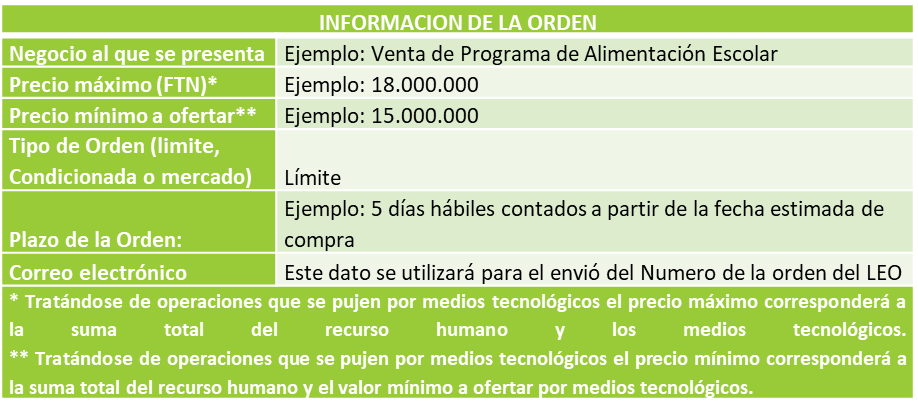 INFORMACION DE LA ORDEN
Negocio al que se presenta Ejemplo: Venta de Programa de Alimentación Escolar
Precio máximo (FTN)* Ejemplo: 18.000.000
Precio mínimo a ofertar** Ejemplo: 15.000.000
Tipo de Orden (limite,
Condicionada o mercado) Límite
Ejemplo: 5 días hábiles contados a partir de la fecha estimada de
Plazo de la Orden: compra
Correo electrónico Este dato se utilizará para el envió del Numero de la orden del LEO
* Tratándose de operaciones que se pujen por medios tecnológicos el precio máximo corresponderá a
la suma total del recurso humano y los medios tecnológicos.
** Tratándose de operaciones que se pujen por medios tecnológicos el precio mínimo corresponderá a
la suma total del recurso humano y el valor mínimo a ofertar por medios tecnológicos.